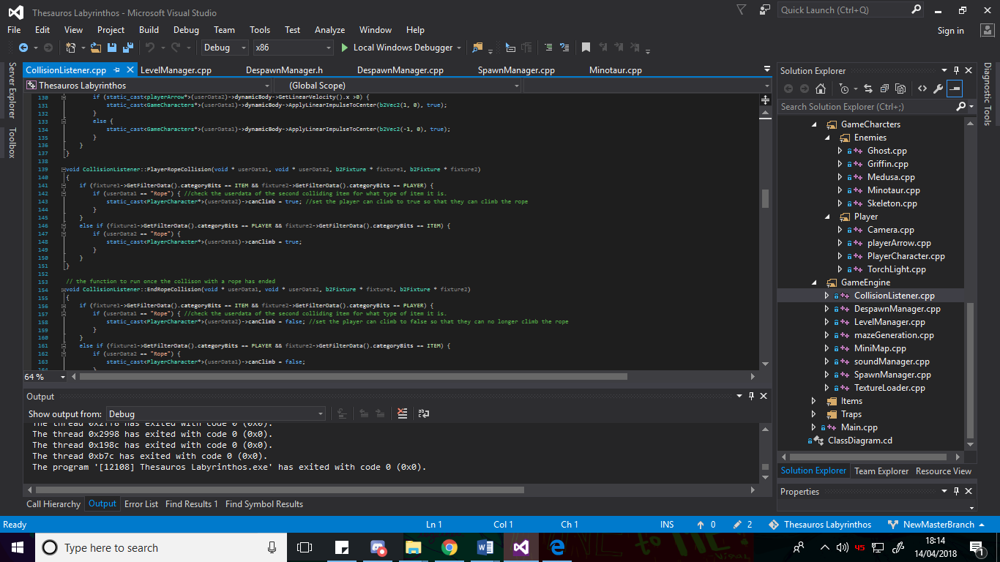 Thesauros Labyrinthos - Microsoft Visual Studio
Quick Launch (Ctrl+Q)
File Edit View Project Build Debug Team Tools Test Analyze Window Help
Sign in
Debug x86 Local Windows Debugger
Server Explorer
Toolbox
CollisionListener.cpp LevelManager.cpp DespawnManager.h DespawnManager.cpp SpawnManager.cpp Minotaur.cpp
Thesauros Labyrinthos (Global Scope)
130 if (static_cast<playerArrow*>(userData2)->dynamicBody->GetLinearVelocity().x >0) {
131 static_cast<GameCharacters*>(userData1)->dynamicBody->ApplyLinearImpulseToCenter(b2Vec2(1, 0), true);
132 }
133 else {
134 static_cast<GameCharacters*>(userData1)->dynamicBody->ApplyLinearImpulseToCenter(b2Vec2(-1, 0), true);
135 }
136 }
137 }
138
139 void CollisionListener::PlayerRopeCollision(void * userData1, void * userData2, b2Fixture * fixture1, b2Fixture * fixture2)
140 {
141 if (fixture1->GetFilterData().categoryBits == ITEM && fixture2->GetFilterData().categoryBits == PLAYER) {
142 if (userData1 == "Rope") { //check the userdata of the second colliding item for what type of item it is.
143 static_cast<PlayerCharacter*>(userData2)->canClimb = true; //set the player can climb to true so that they can climb the rope
144 }
145 }
146 else if (fixture1->GetFilterData().categoryBits == PLAYER && fixture2->GetFilterData().categoryBits == ITEM) {
147 if (userData2 == "Rope") {
148 static_cast<PlayerCharacter*>(userData1)->canClimb = true;
149 }
150 }
151 }
152
153 // the function to run once the collison with a rope has ended
154 void CollisionListener::EndRopeCollision(void * userData1, void * userData2, b2Fixture * fixture1, b2Fixture * fixture2)
155 {
156 if (fixture1->GetFilterData().categoryBits == ITEM && fixture2->GetFilterData().categoryBits == PLAYER) {
157 if (userData1 == "Rope") { //check the userdata of the second colliding item for what type of item it is.
158 static_cast<PlayerCharacter*>(userData2)->canClimb = false; //set the player can climb to false so that they can no longer climb the rope
159 }
160 }
161 else if (fixture1->GetFilterData().categoryBits == PLAYER && fixture2->GetFilterData().categoryBits == ITEM) {
162 if (userData2 == "Rope") {
163 static_cast<PlayerCharacter*>(userData1)->canClimb = false;
164 }
64 %
Output
Show output from: Debug
The thread 0x2ff8 has exited with code 0 (0x0).
The thread 0x2998 has exited with code 0 (0x0).
The thread 0x198c has exited with code 0 (0x0).
The thread 0xb7c has exited with code 0 (0x0).
The program '[12108] Thesauros Labyrinthos.exe' has exited with code 0 (0x0).
Call Hierarchy Output Error List Find Results 1 Find Symbol Results
Solution Explorer
Search Solution Explorer (Ctrl+;)
GameCharcters
Enemies
Ghost.cpp
Griffin.cpp
Medusa.cpp
Minotaur.cpp
Skeleton.cpp
Player
Camera.cpp
playerArrow.cpp
PlayerCharacter.cpp
TorchLight.cpp
GameEngine
CollisionListener.cpp
DespawnManager.cpp
LevelManager.cpp
mazeGeneration.cpp
MiniMap.cpp
soundManager.cpp
SpawnManager.cpp
TextureLoader.cpp
Items
Traps
Main.cpp
ClassDiagram.cd
Solution Explorer Team Explorer Resource View
Properties
Diagnostic Tools
Ready Ln 1 Col 1 Ch 1 INS 0 2 Thesauros Labyrinthos NewMasterBranch
Type here to search
45
18:14
14/04/2018
1